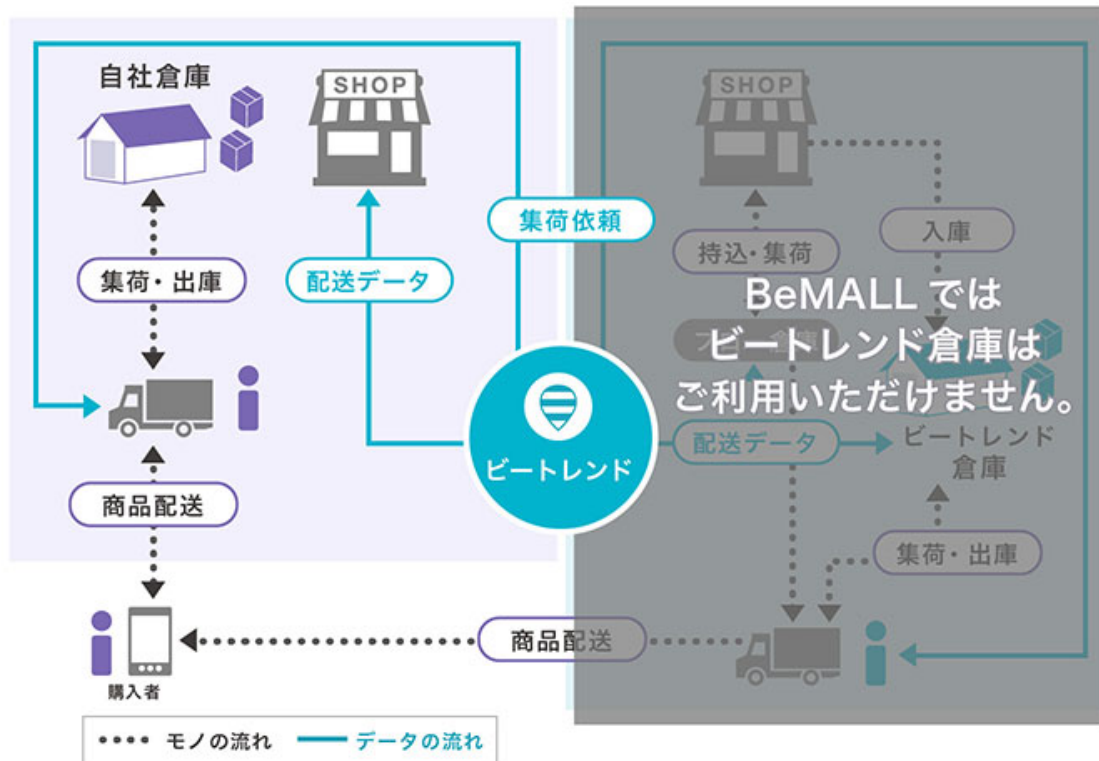 自社倉庫
SHOP
SHOP
集荷依頼
入庫
集荷・出庫
配送データ
持込・集荷
BeMALL では
ビートレンド倉庫は
ご利用いただけません。
ビートレンド
配送データ
ビートレンド
倉庫
商品配送
集荷・出庫
商品配送
購入者
モノの流れ
データの流れ